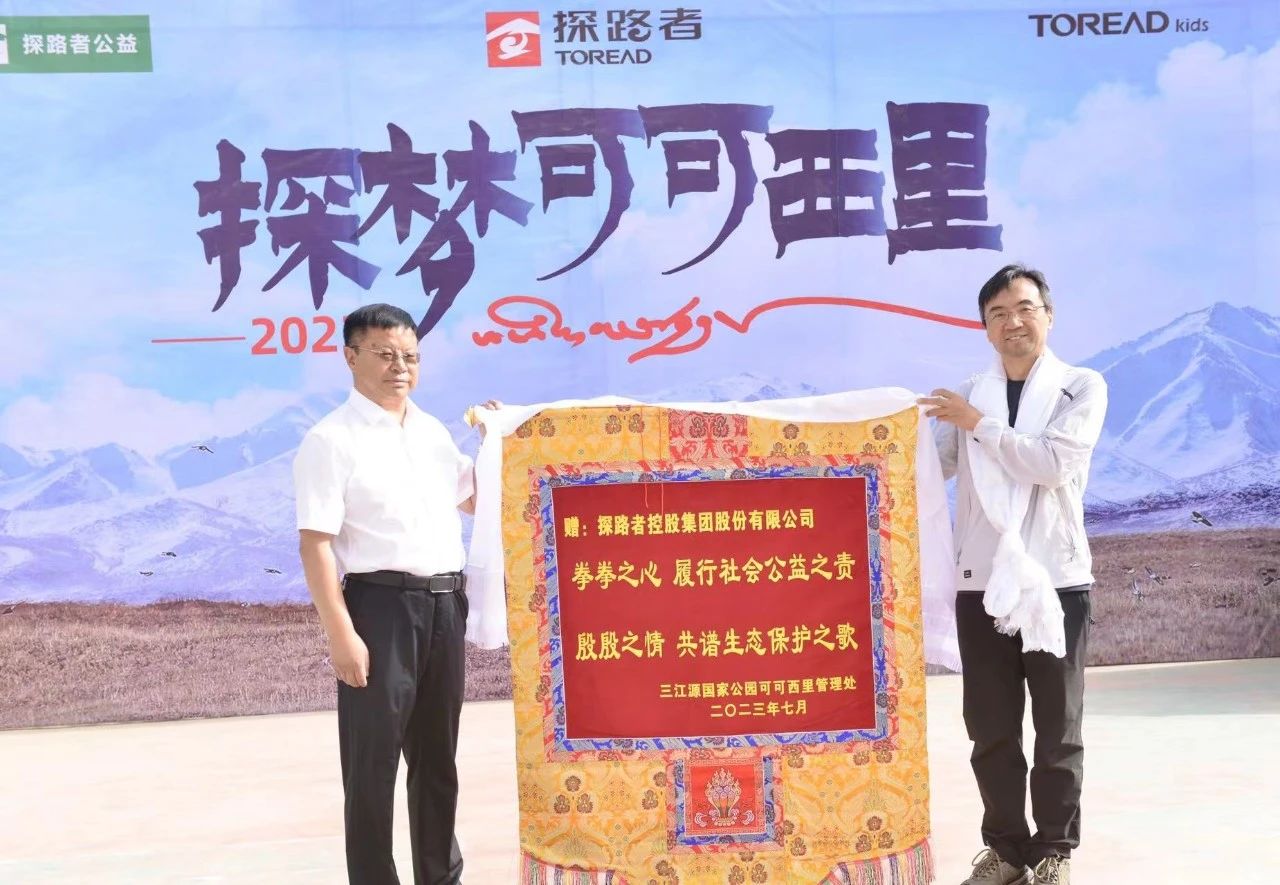 探路者公益
探路者
TOREAD
TOREAD kids
探梦可可西里
202
赠：探路者控股集团股份有限公司
拳拳之心 履行社会公益之责
殷殷之情 共谱生态保护之歌
三江源国家公园可可西里管理处
二〇二三年七月